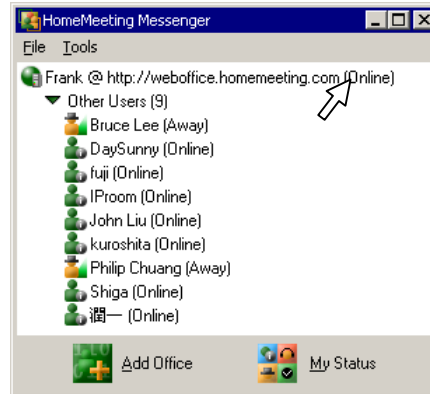 HomeMeeting Messenger
File Tools
Frank @ http://weboffice.homemeeting.com (Online)
Other Users (9)
Bruce Lee (Away)
DaySunny (Online)
fuji (Online)
IProom (Online)
John Liu (Online)
kuroshita (Online)
Philip Chuang (Away)
Shiga (Online)
潤一 (Online)
Add Office My Status